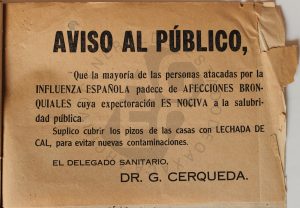 AVISO AL PÚBLICO,
Que la mayoría de las personas atacadas por la
INFLUENZA ESPAÑOLA padece de AFECCIONES BRON-
QUIALES cuya expectoración ES NOCIVA a la salubri-
dad pública.
Suplico cubrir los pizos de las casas con LECHADA DE
CAL, para evitar nuevas contaminaciones.
EL DELEGADO SANITARIO,
DR. G. CERQUEDA.